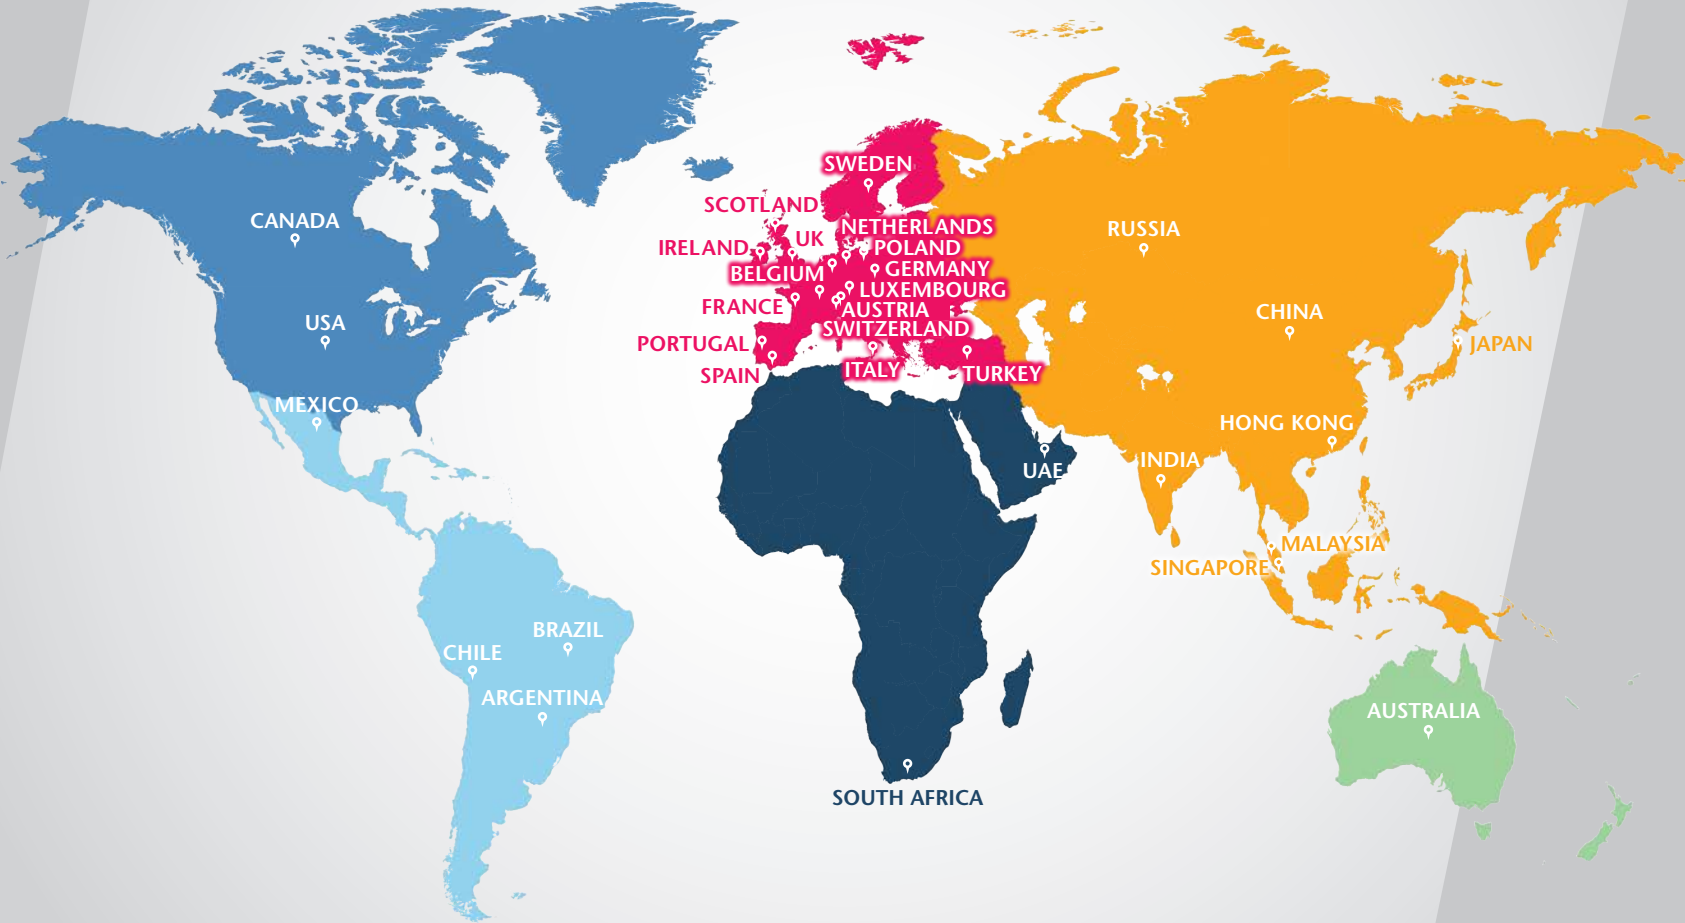 SWEDEN
SCOTLAND
CANADA
NETHERLANDS
RUSSIA
UK
IRELAND
POLAND
BELGIUM
GERMANY
LUXEMBOURG
FRANCE
AUSTRIA
CHINA
USA
SWITZERLAND
PORTUGAL
JAPAN
ITALY
TURKEY
SPAIN
MEXICO
HONG KONG
INDIA
UAE
MALAYSIA
SINGAPORE
BRAZIL
CHILE
ARGENTINA
AUSTRALIA
SOUTH AFRICA